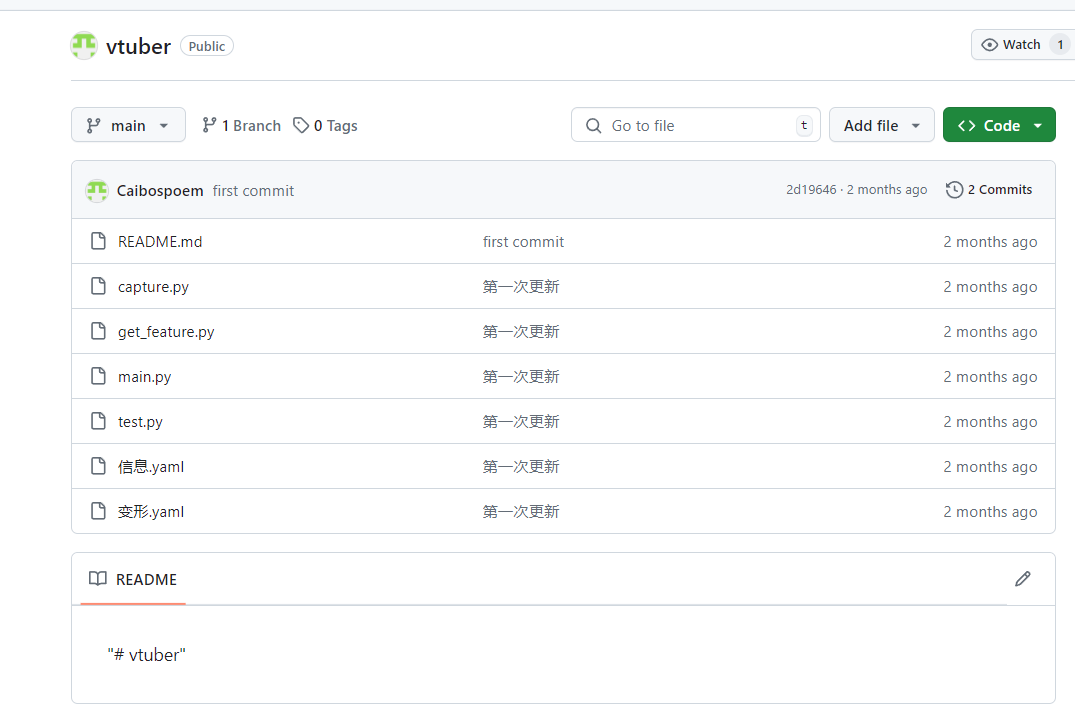 vtuber Public Watch 1
main 1 Branch 0 Tags Go to file t Add file Code
Caibospoem first commit 2d19646 · 2 months ago 2 Commits
README.md first commit 2 months ago
capture.py 第一次更新 2 months ago
get_feature.py 第一次更新 2 months ago
main.py 第一次更新 2 months ago
test.py 第一次更新 2 months ago
信息.yaml 第一次更新 2 months ago
变形.yaml 第一次更新 2 months ago
README
"# vtuber"